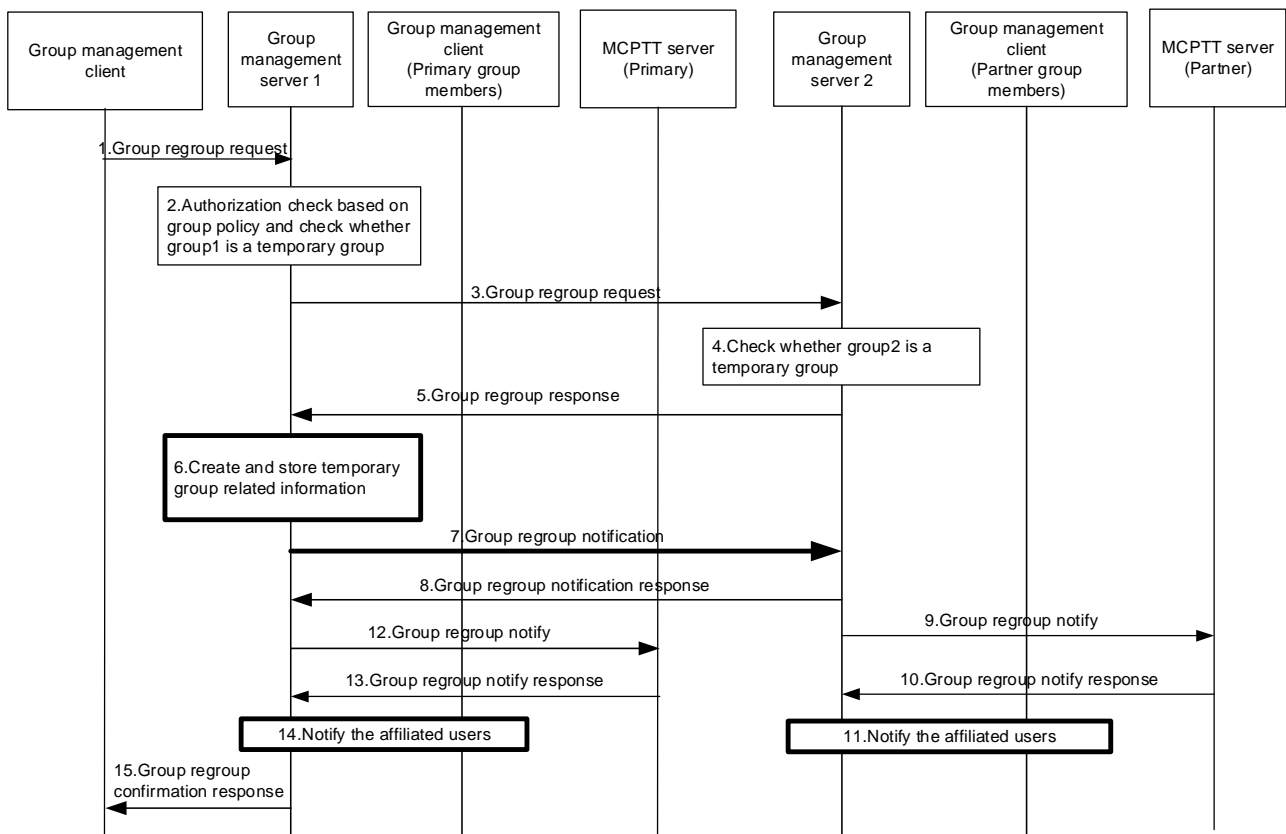 Group management
client
Group
management
server 1
Group management
client
(Primary group
members)
MCPTT server
(Primary)
Group
management
server 2
Group management
client
(Partner group
members)
MCPTT server
(Partner)
1.Group regroup request
2.Authorization check based on
group policy and check whether
group1 is a temporary group
3.Group regroup request
4.Check whether group2 is a
temporary group
5.Group regroup response
6.Create and store temporary
group related information
7.Group regroup notification
8.Group regroup notification response
12.Group regroup notify
9.Group regroup notify
13.Group regroup notify response
10.Group regroup notify response
14.Notify the affiliated users
11.Notify the affiliated users
15.Group regroup
confirmation response